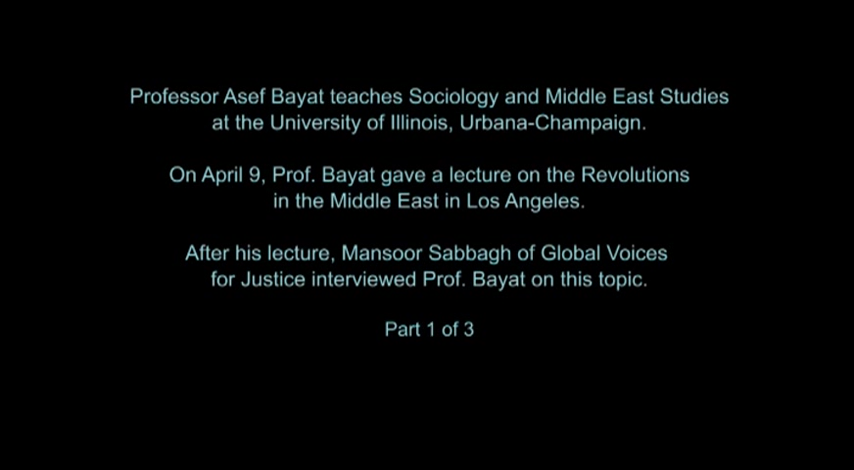 Professor Asef Bayat teaches Sociology and Middle East Studies
at the University of Illinois, Urbana-Champaign.
On April 9, Prof. Bayat gave a lecture on the Revolutions
in the Middle East in Los Angeles.
After his lecture, Mansoor Sabbagh of Global Voices
for Justice interviewed Prof. Bayat on this topic.
Part 1 of 3